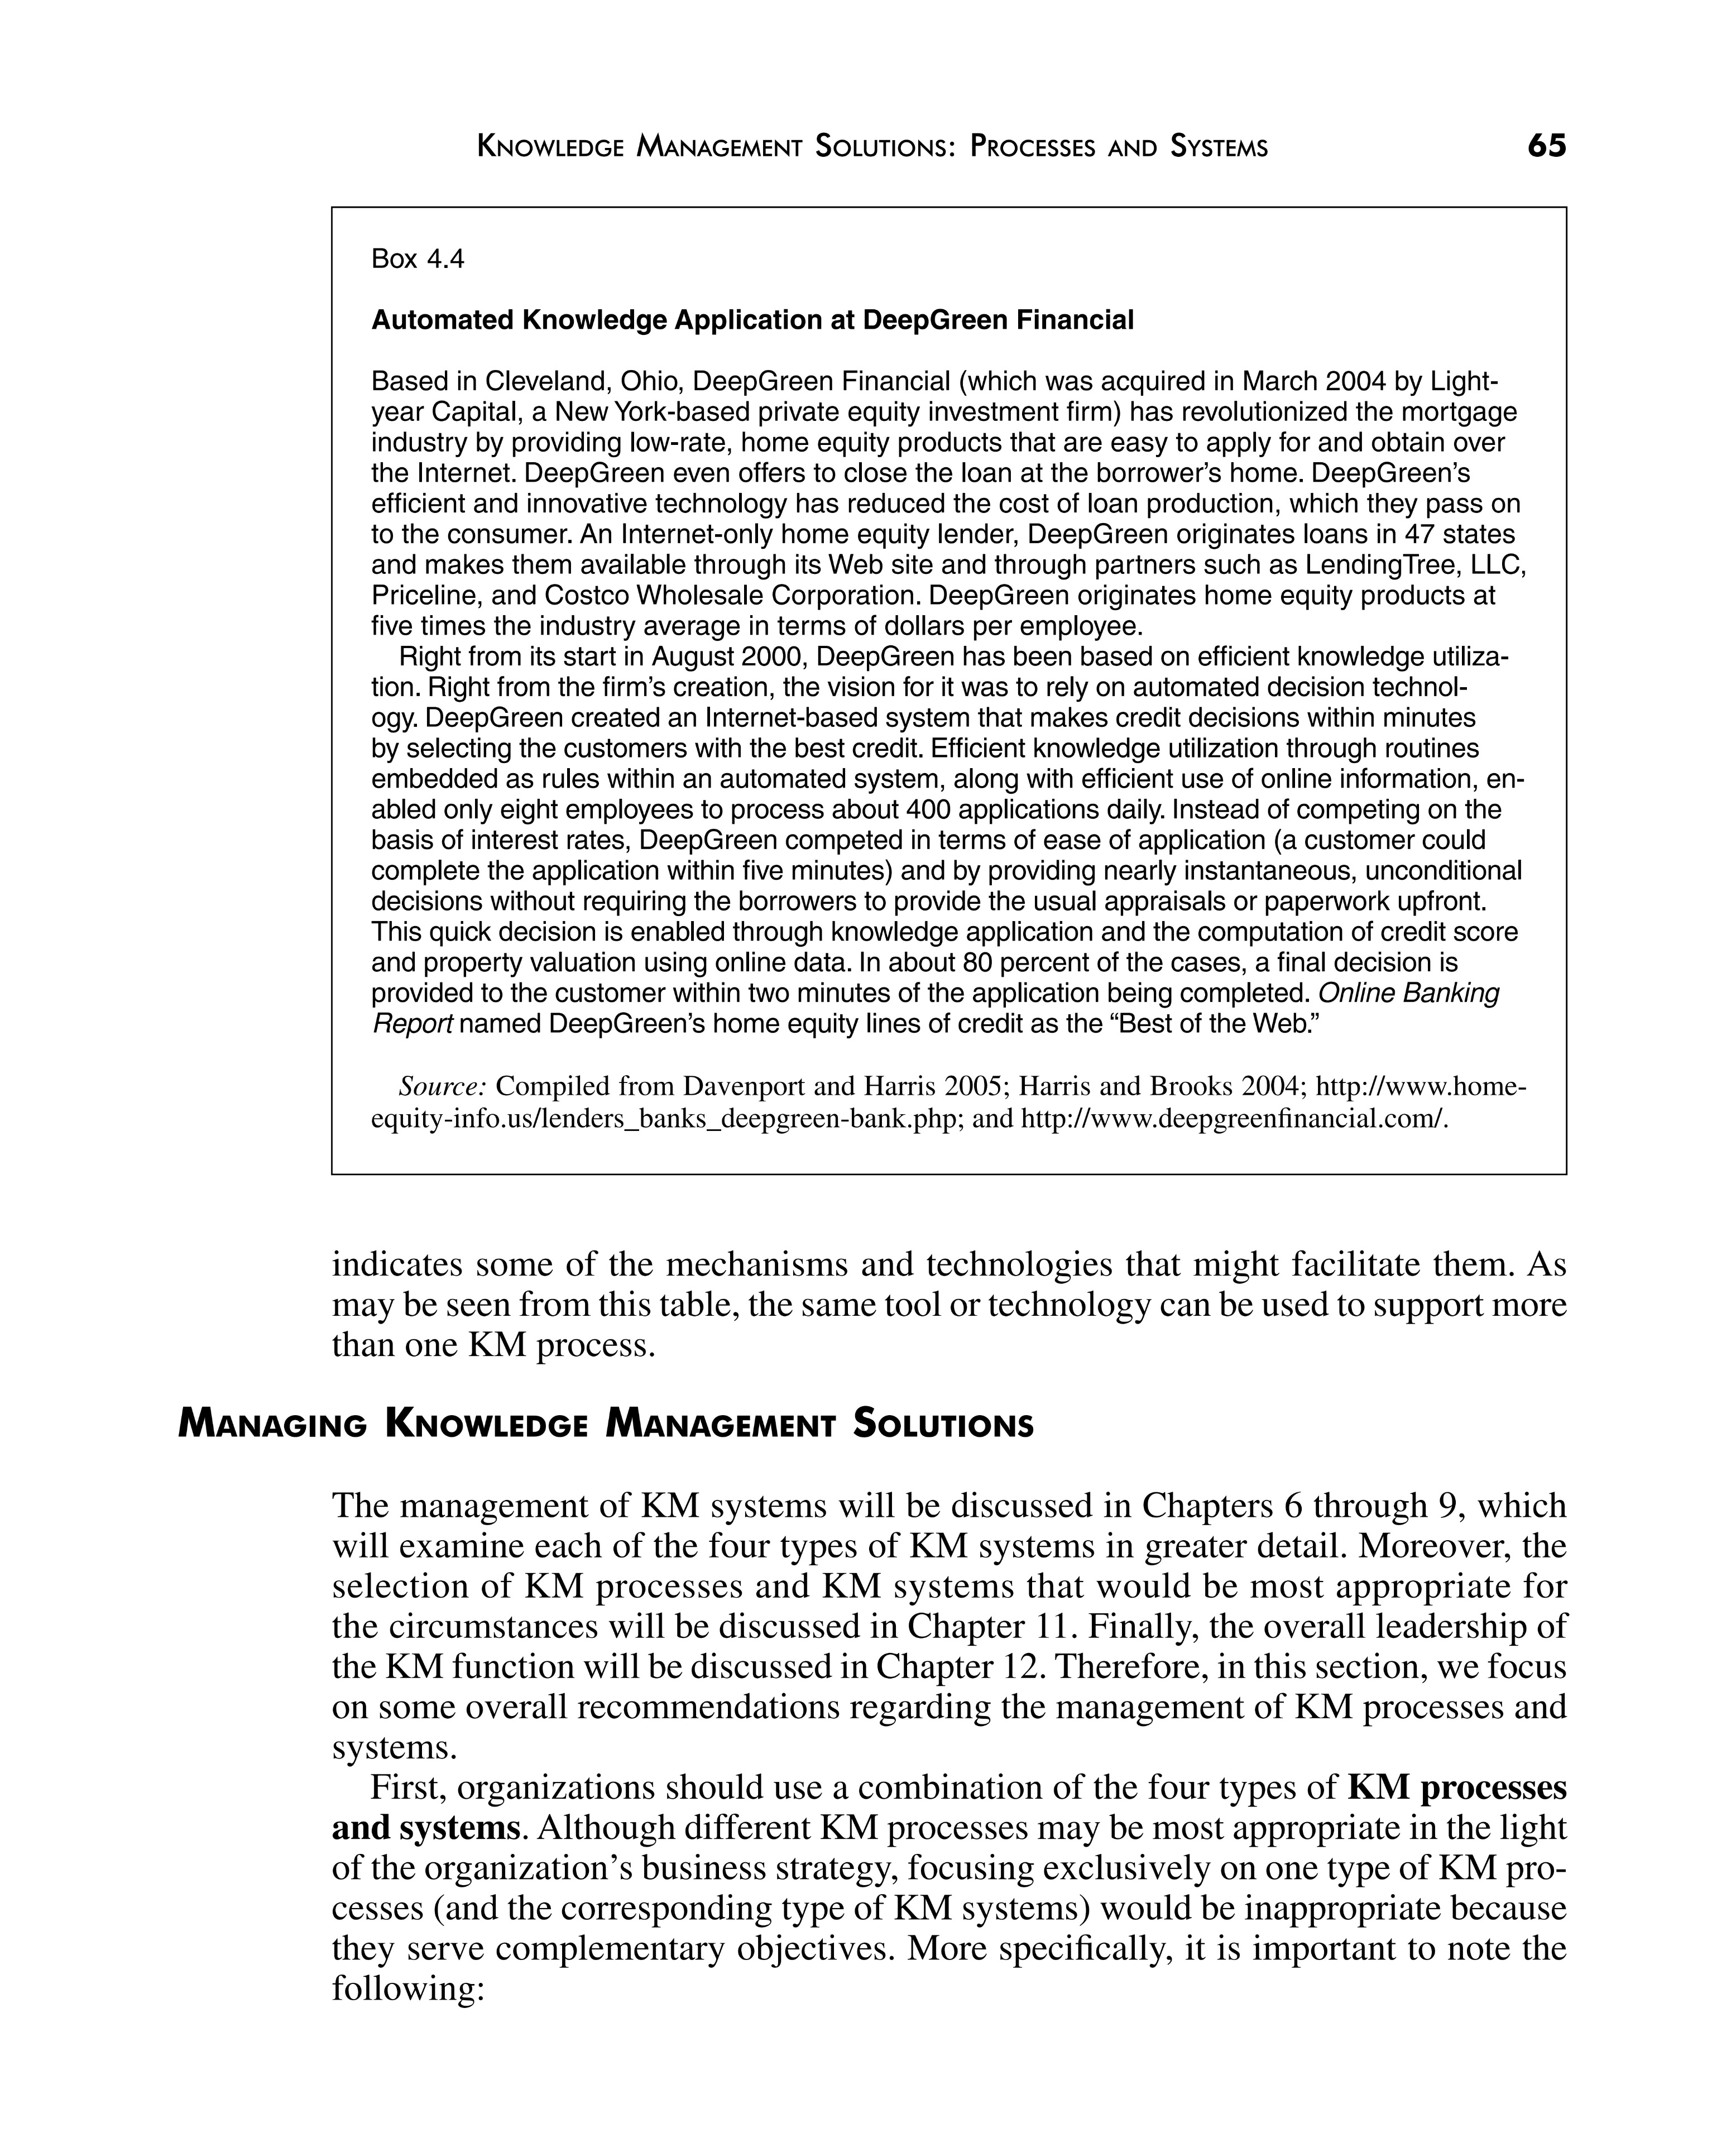 Knowledge Management Solutions: Processes and Systems 65
Box 4.4
Automated Knowledge Application at DeepGreen Financial
Based in Cleveland, Ohio, DeepGreen Financial (which was acquired in March 2004 by Light-
year Capital, a New York-based private equity investment firm) has revolutionized the mortgage
industry by providing low-rate, home equity products that are easy to apply for and obtain over
the Internet. DeepGreen even offers to close the loan at the borrower’s home. DeepGreen’s
efficient and innovative technology has reduced the cost of loan production, which they pass on
to the consumer. An Internet-only home equity lender, DeepGreen originates loans in 47 states
and makes them available through its Web site and through partners such as LendingTree, LLC,
Priceline, and Costco Wholesale Corporation. DeepGreen originates home equity products at
five times the industry average in terms of dollars per employee.
Right from its start in August 2000, DeepGreen has been based on efficient knowledge utiliza-
tion. Right from the firm’s creation, the vision for it was to rely on automated decision technol-
ogy. DeepGreen created an Internet-based system that makes credit decisions within minutes
by selecting the customers with the best credit. Efficient knowledge utilization through routines
embedded as rules within an automated system, along with efficient use of online information, en-
abled only eight employees to process about 400 applications daily. Instead of competing on the
basis of interest rates, DeepGreen competed in terms of ease of application (a customer could
complete the application within five minutes) and by providing nearly instantaneous, unconditional
decisions without requiring the borrowers to provide the usual appraisals or paperwork upfront.
This quick decision is enabled through knowledge application and the computation of credit score
and property valuation using online data. In about 80 percent of the cases, a final decision is
provided to the customer within two minutes of the application being completed. Online Banking
Report named DeepGreen’s home equity lines of credit as the “Best of the Web.”
Source: Compiled from Davenport and Harris 2005; Harris and Brooks 2004; http://www.home-
equity-info.us/lenders_banks_deepgreen-bank.php; and http://www.deepgreenfinancial.com/.
indicates some of the mechanisms and technologies that might facilitate them. As
may be seen from this table, the same tool or technology can be used to support more
than one KM process.
Managing Knowledge Management Solutions
The management of KM systems will be discussed in Chapters 6 through 9, which
will examine each of the four types of KM systems in greater detail. Moreover, the
selection of KM processes and KM systems that would be most appropriate for
the circumstances will be discussed in Chapter 11. Finally, the overall leadership of
the KM function will be discussed in Chapter 12. Therefore, in this section, we focus
on some overall recommendations regarding the management of KM processes and
systems.
First, organizations should use a combination of the four types of KM processes
and systems. Although different KM processes may be most appropriate in the light
of the organization’s business strategy, focusing exclusively on one type of KM pro-
cesses (and the corresponding type of KM systems) would be inappropriate because
they serve complementary objectives. More specifically, it is important to note the
following: